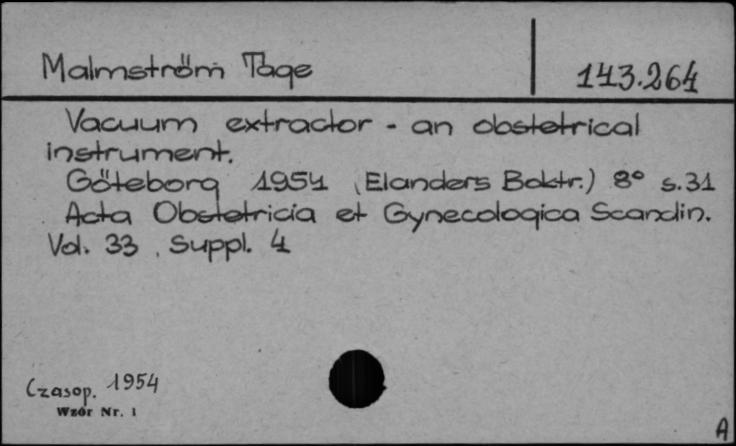 Malmström Tage 143.264
Vacuum extractor - an obstetrical
instrument.
Göteborg 1954 (Elanders Boktr.) 8° s.31
Acta Obstetricia et Gynecologica Scandin.
Vol. 33, Suppl. 4
Czasop. 1954
Wzór Nr. 1
A